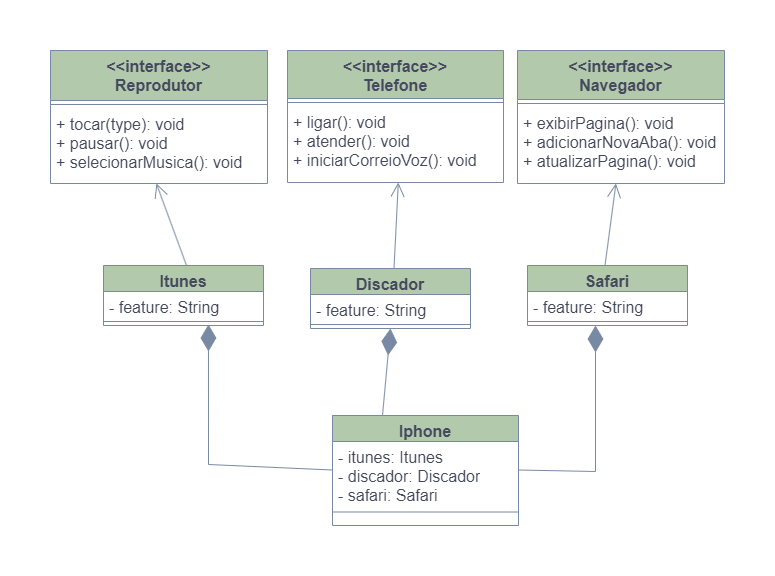 <<interface>>
Reprodutor
+ tocar(type): void
+ pausar(): void
+ selecionarMusica(): void
<<interface>>
Telefone
+ ligar(): void
+ atender(): void
+ iniciarCorreioVoz(): void
<<interface>>
Navegador
+ exibirPagina(): void
+ adicionarNovaAba(): void
+ atualizarPagina(): void
Itunes
- feature: String
Discador
- feature: String
Safari
- feature: String
Iphone
- itunes: Itunes
- discador: Discador
- safari: Safari